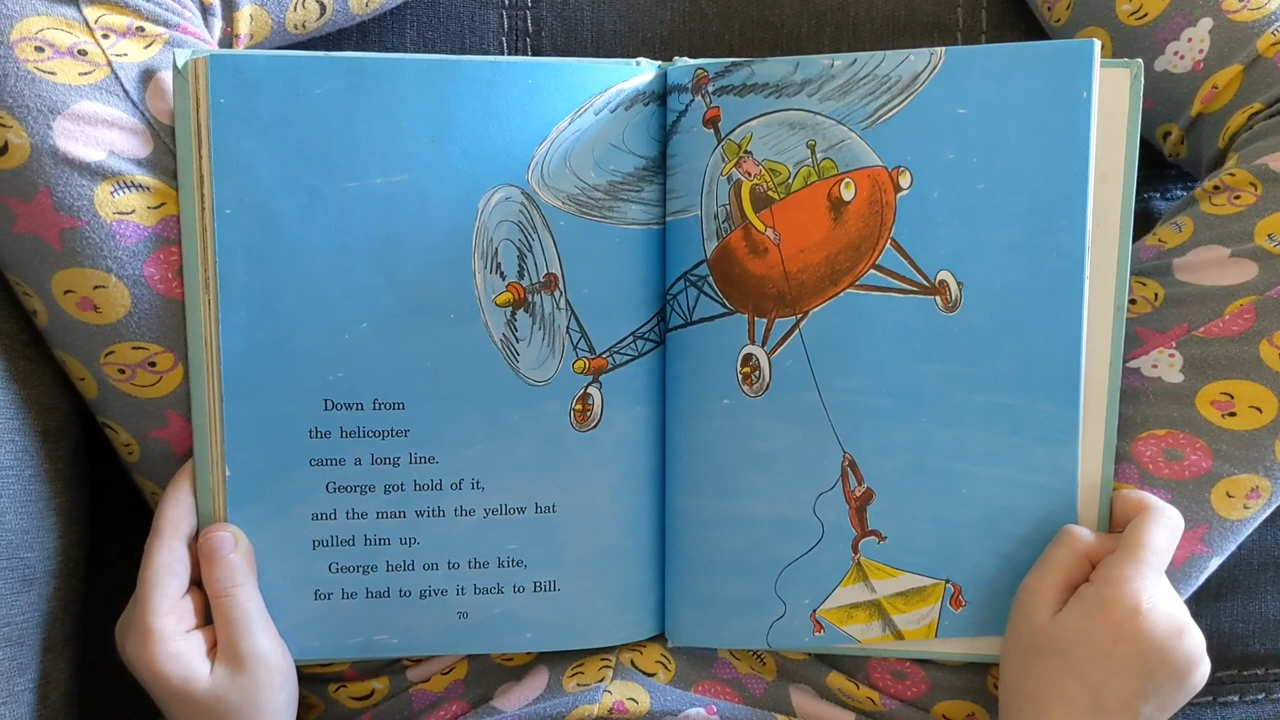 Down from
the helicopter
came a long line.
George got hold of it,
and the man with the yellow hat
pulled him up.
George held on to the kite,
for he had to give it back to Bill.
70